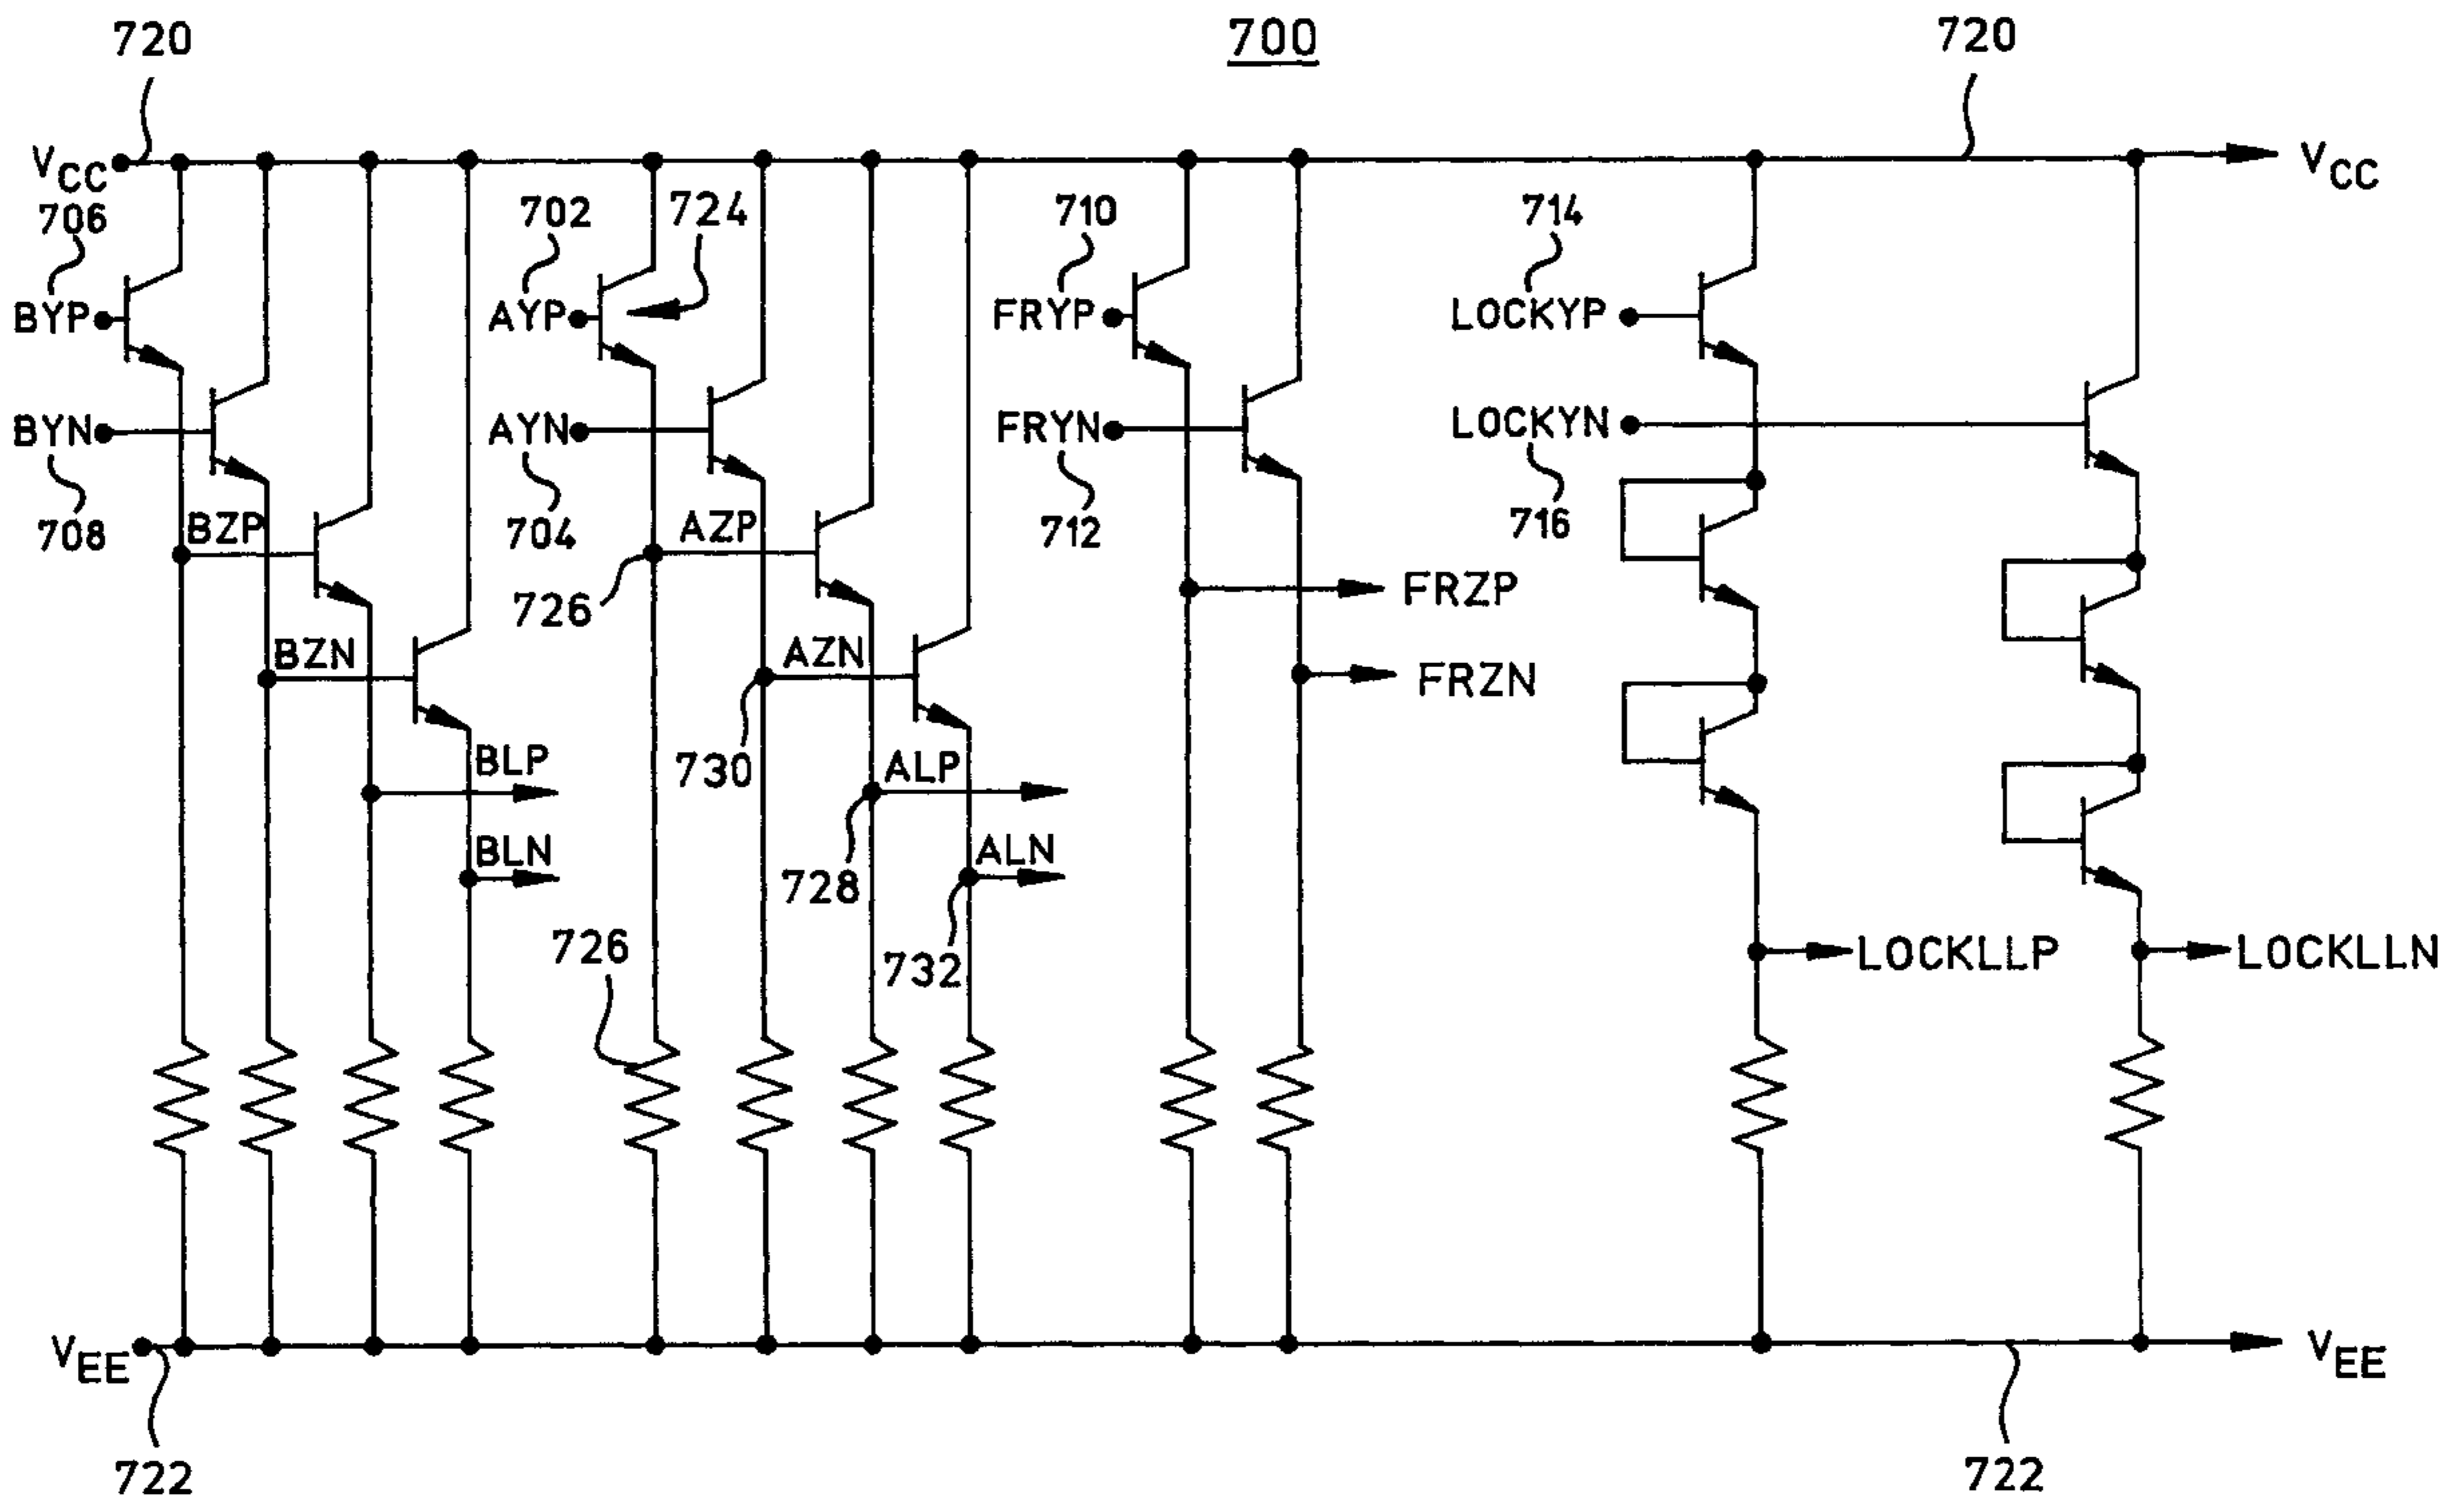 700
720
720
VCC
VCC
706
702
724
710
714
BYP
AYP
FRYP
LOCKYP
BYN
AYN
FRYN
LOCKYN
708
704
712
716
BZP
AZP
726
FRZP
BZN
AZN
FRZN
730
BLP
ALP
BLN
ALN
728
726
732
LOCKLLP
LOCKLLN
VEE
VEE
722
722